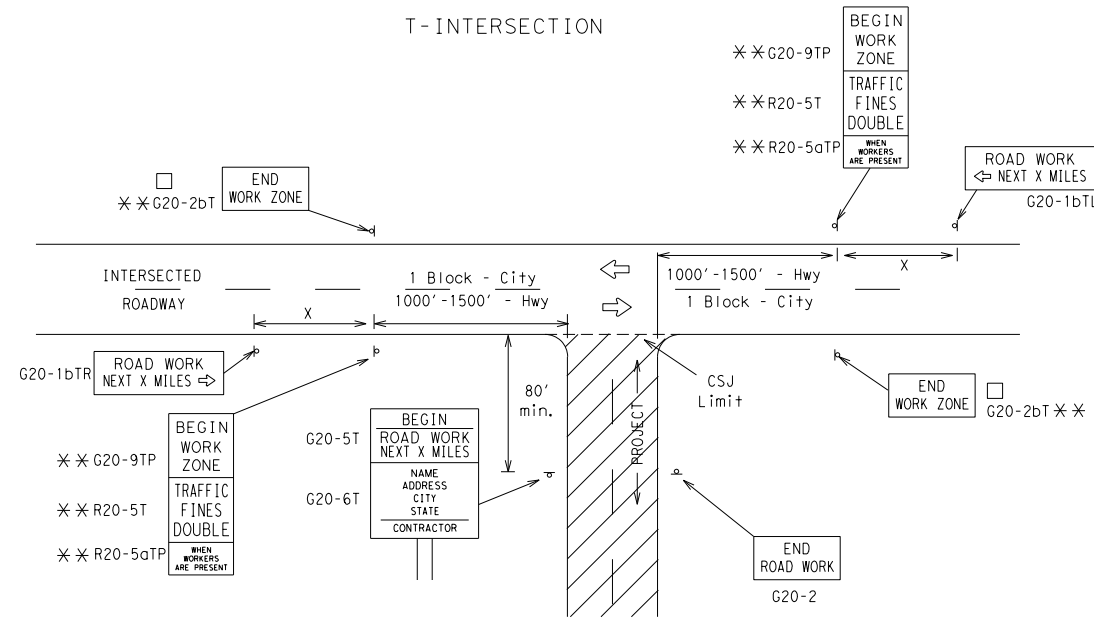 T-INTERSECTION
BEGIN
WORK
ZONE
** G20-9TP
TRAFFIC
FINES
DOUBLE
** R20-5T
WHEN
WORKERS
ARE PRESENT
** R20-5aTP
ROAD WORK
⇦ NEXT X MILES
G20-1bTL
END
WORK ZONE
□
** G20-2bT
INTERSECTED
ROADWAY
1 Block - City
1000'-1500' - Hwy
X
1000'-1500' - Hwy
1 Block - City
X
G20-1bTR
ROAD WORK
NEXT X MILES ⇨
80'
min.
PROJECT
CSJ
Limit
END
WORK ZONE
□
G20-2bT **
BEGIN
WORK
ZONE
** G20-9TP
TRAFFIC
FINES
DOUBLE
** R20-5T
WHEN
WORKERS
ARE PRESENT
** R20-5aTP
G20-5T
BEGIN
ROAD WORK
NEXT X MILES
G20-6T
NAME
ADDRESS
CITY
STATE
CONTRACTOR
END
ROAD WORK
G20-2